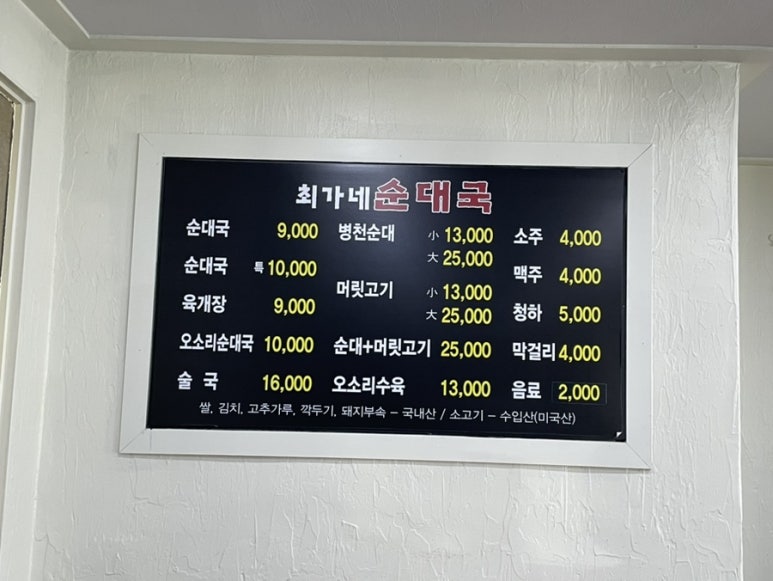 최가네순대국
순대국 9,000
순대국 특 10,000
육개장 9,000
오소리순대국 10,000
술 국 16,000
병천순대 小 13,000
大 25,000
머릿고기 小 13,000
大 25,000
순대+머릿고기 25,000
오소리수육 13,000
소주 4,000
맥주 4,000
청하 5,000
막걸리 4,000
음료 2,000
쌀, 김치, 고추가루, 깍두기, 돼지부속 – 국내산 / 소고기 – 수입산(미국산)